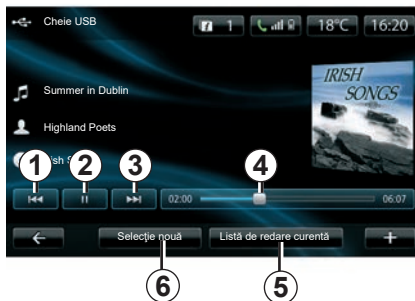 Cheie USB 1 18°C 16:20
IRISH
SONGS
Summer in Dublin
Highland Poets
1 2 3 4
02:00 06:07
Selecţie nouă Listă de redare curentă +
6 5